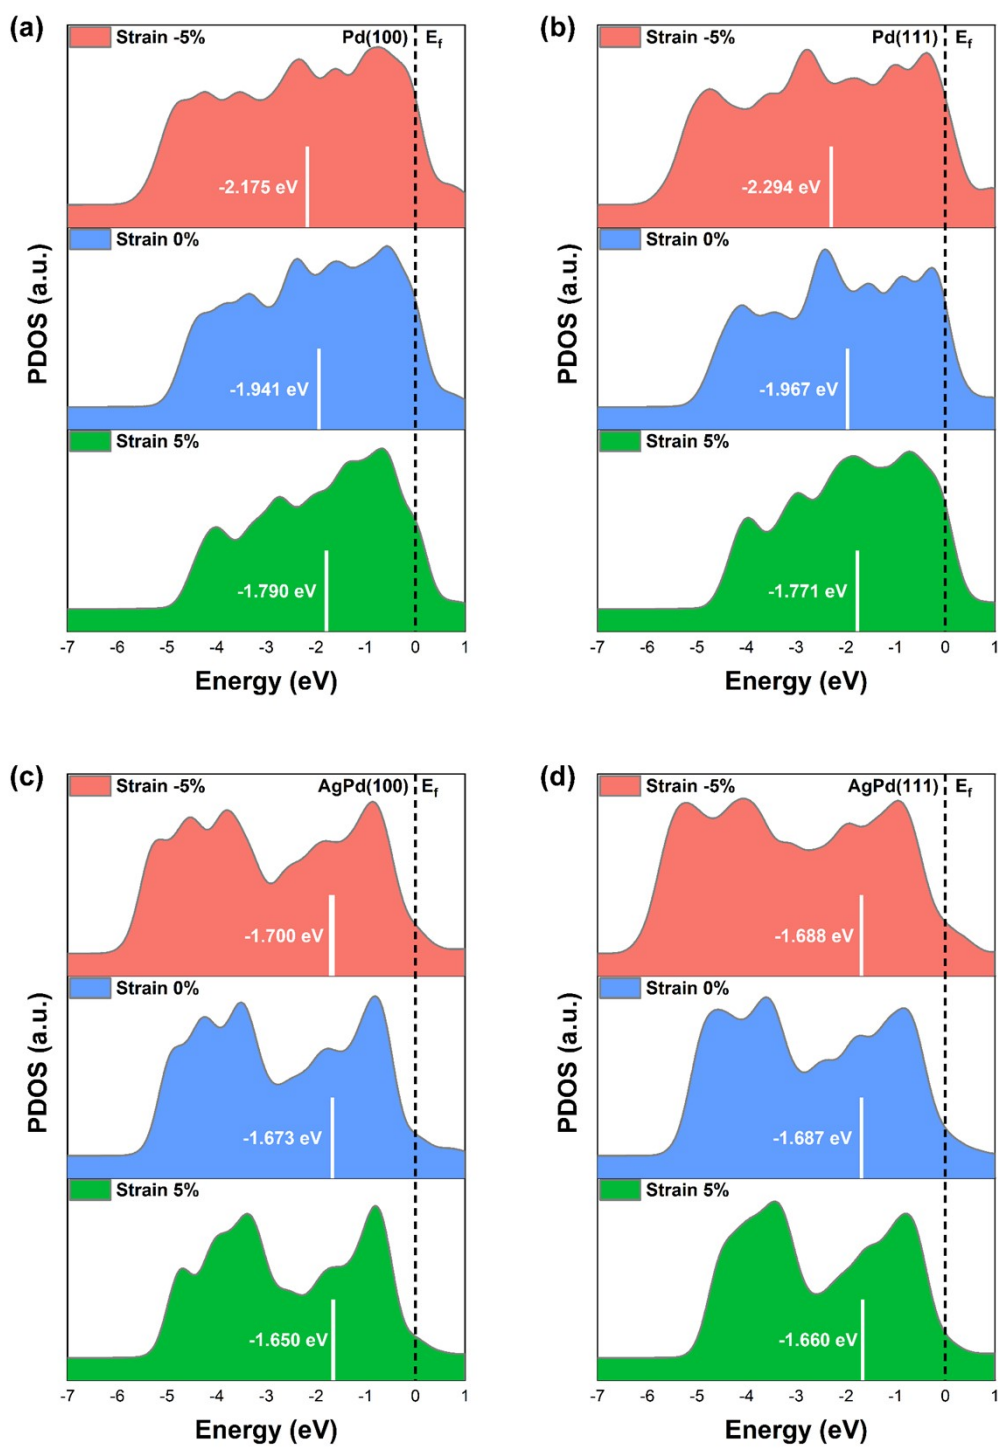 (a)
Strain -5%
Pd(100)
E_f
-2.175 eV
Strain 0%
-1.941 eV
Strain 5%
-1.790 eV
PDOS (a.u.)
-7 -6 -5 -4 -3 -2 -1 0 1
Energy (eV)
(b)
Strain -5%
Pd(111)
E_f
-2.294 eV
Strain 0%
-1.967 eV
Strain 5%
-1.771 eV
PDOS (a.u.)
-7 -6 -5 -4 -3 -2 -1 0 1
Energy (eV)
(c)
Strain -5%
AgPd(100)
E_f
-1.700 eV
Strain 0%
-1.673 eV
Strain 5%
-1.650 eV
PDOS (a.u.)
-7 -6 -5 -4 -3 -2 -1 0 1
Energy (eV)
(d)
Strain -5%
AgPd(111)
E_f
-1.688 eV
Strain 0%
-1.687 eV
Strain 5%
-1.660 eV
PDOS (a.u.)
-7 -6 -5 -4 -3 -2 -1 0 1
Energy (eV)